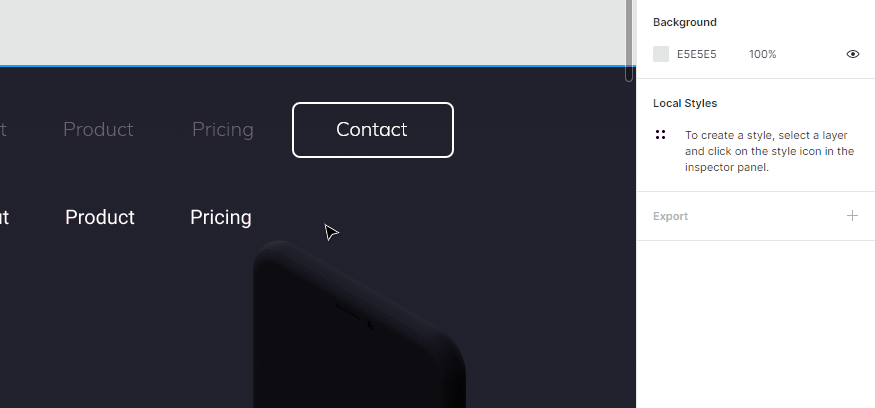 t Product Pricing Contact
ut Product Pricing
Background
E5E5E5 100%
Local Styles
To create a style, select a layer
and click on the style icon in the
inspector panel.
Export